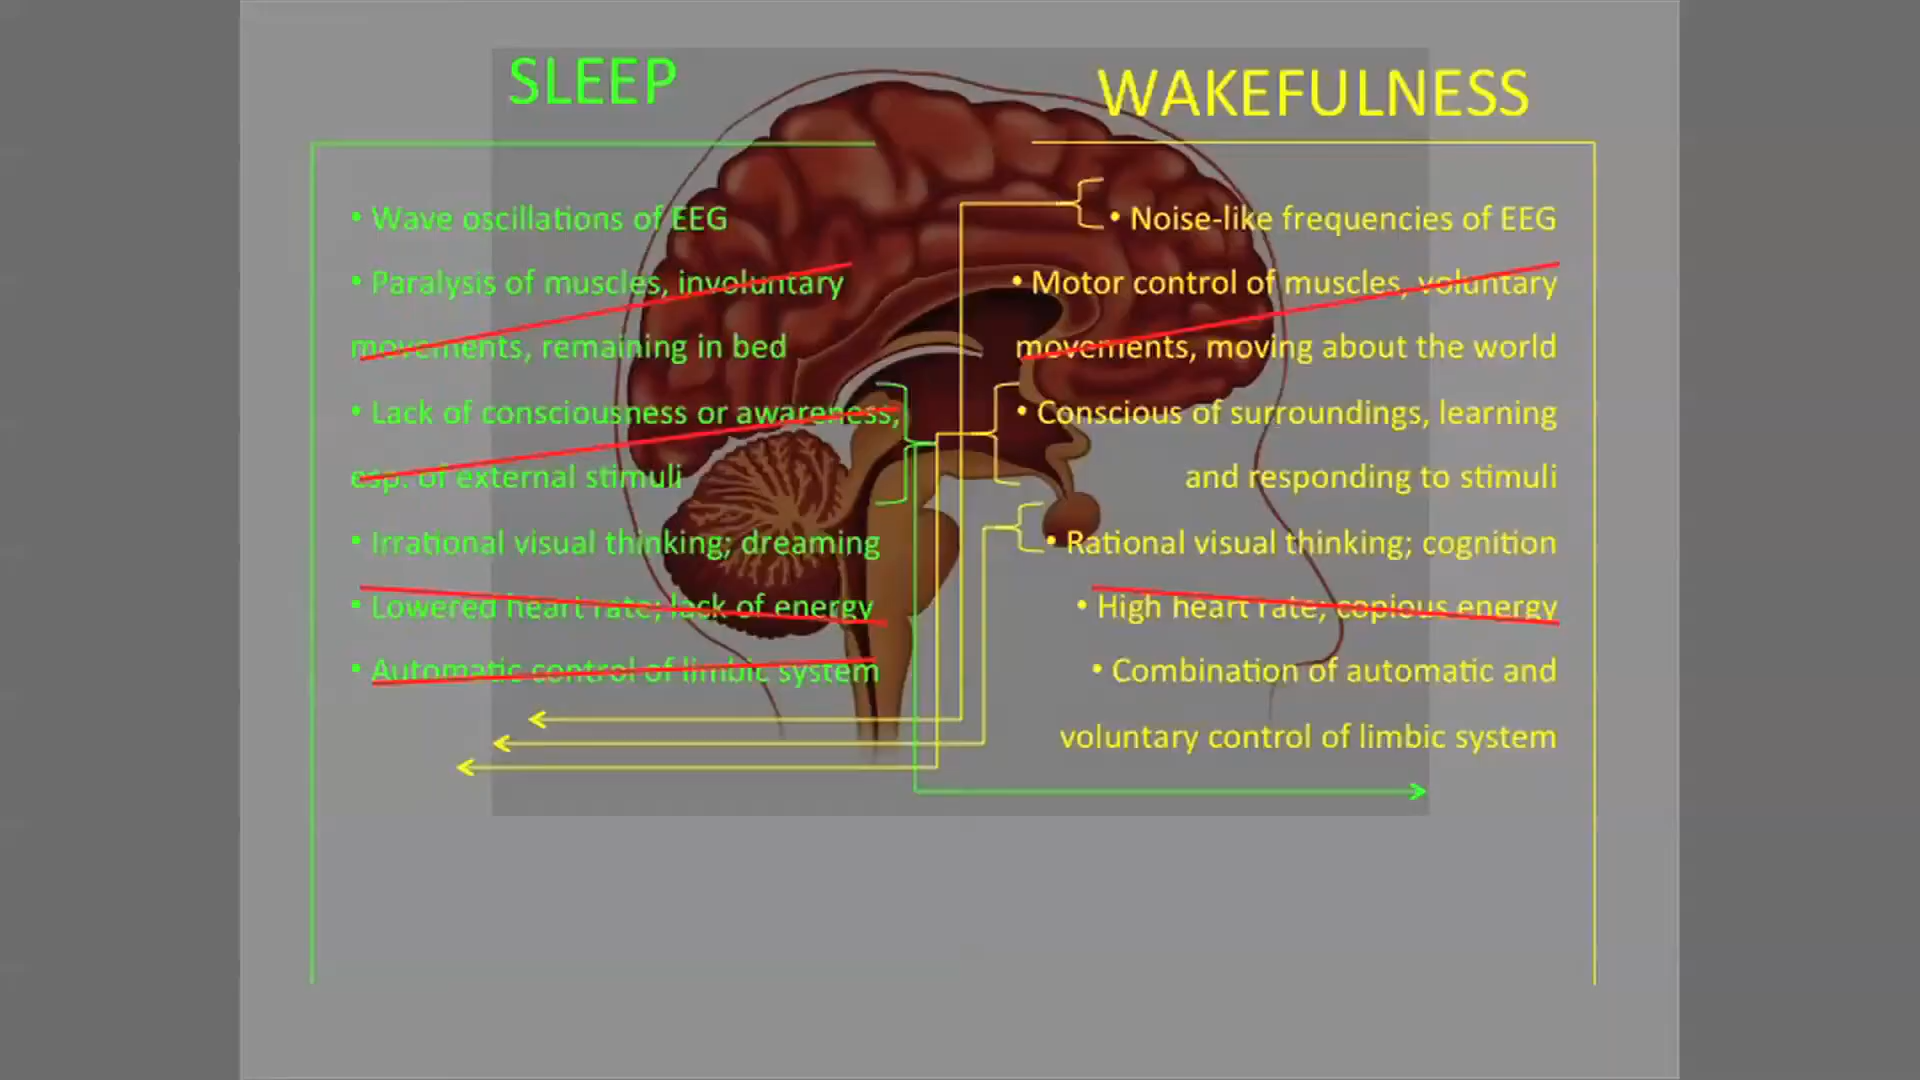 SLEEP
• Wave oscillations of EEG
• Paralysis of muscles, involuntary
movements, remaining in bed
• Lack of consciousness or awareness,
esp. of external stimuli
• Irrational visual thinking; dreaming
• Lowered heart rate; lack of energy
• Automatic control of limbic system
WAKEFULNESS
• Noise-like frequencies of EEG
• Motor control of muscles, voluntary
movements, moving about the world
• Conscious of surroundings, learning
and responding to stimuli
• Rational visual thinking; cognition
• High heart rate; copious energy
• Combination of automatic and
voluntary control of limbic system